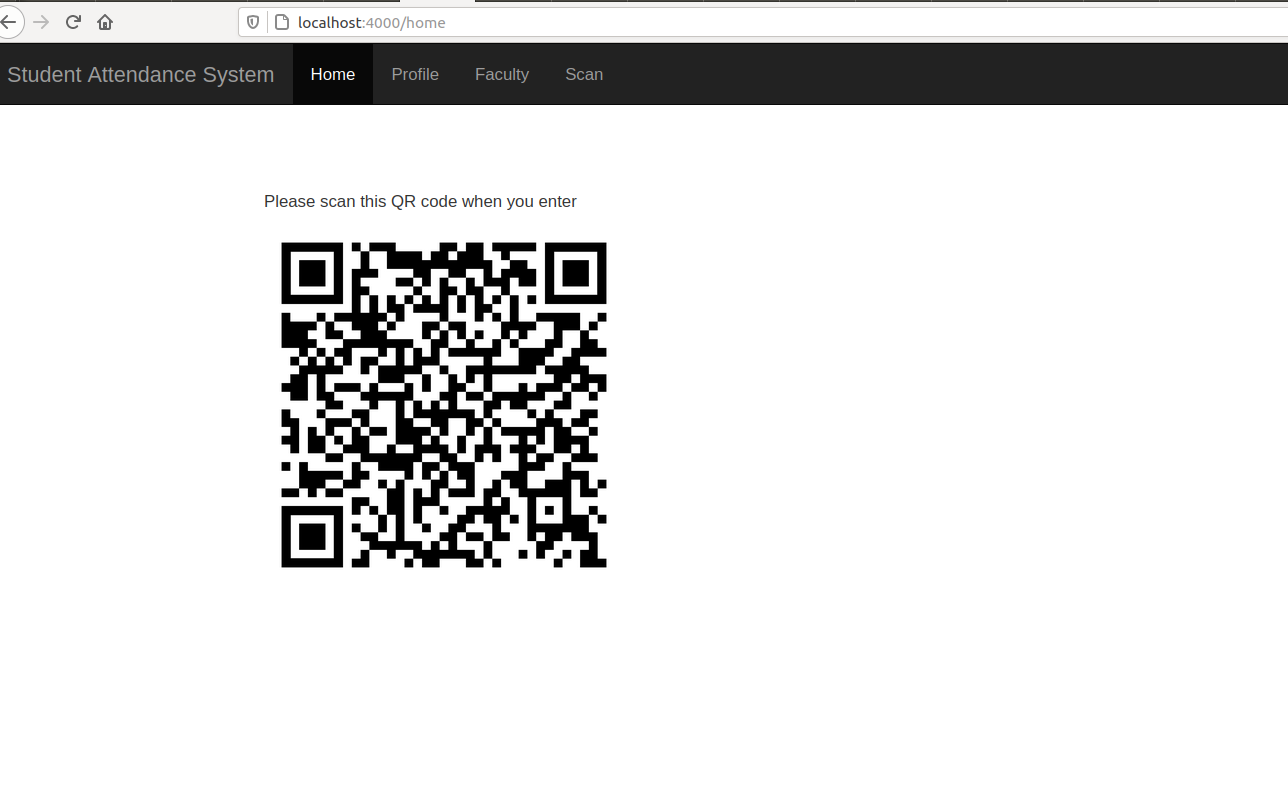 localhost:4000/home
Student Attendance System Home Profile Faculty Scan
Please scan this QR code when you enter